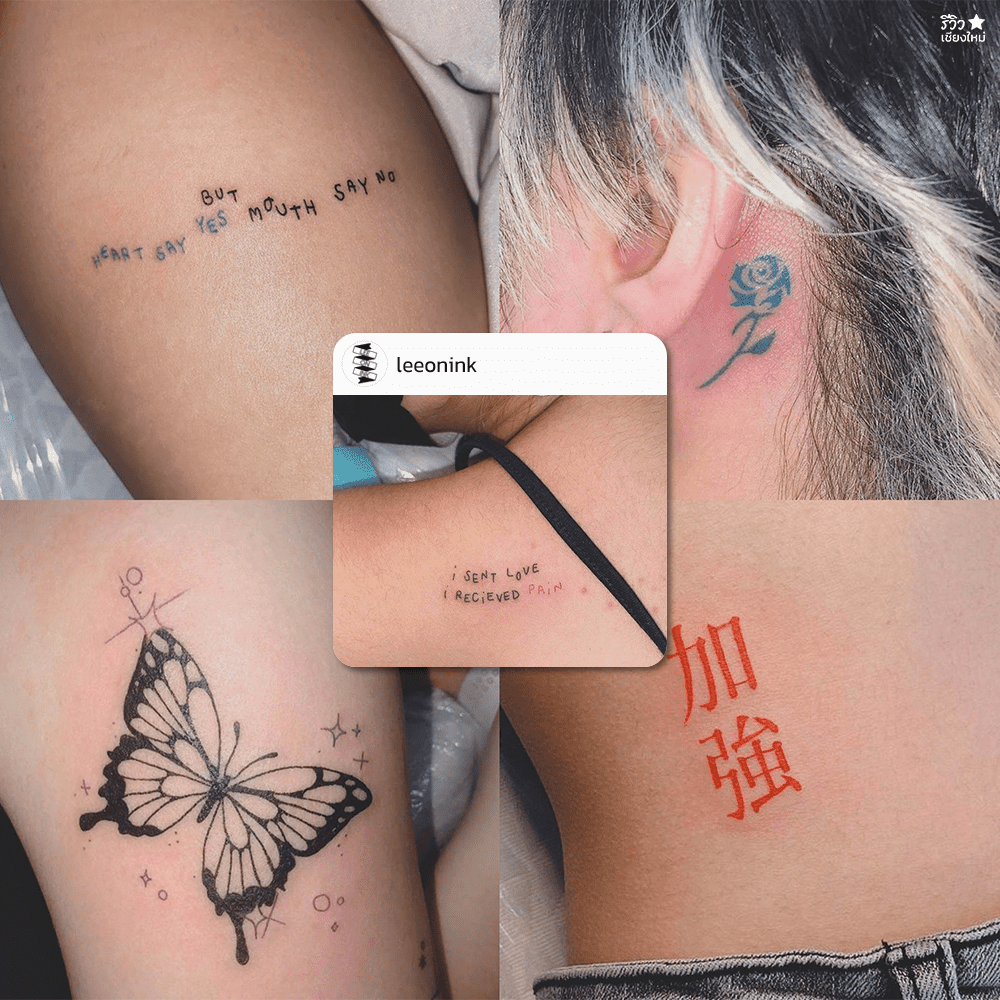 รีวิว
เชียงใหม่
BUT
HEART SAY YES MOUTH SAY NO
leeonink
i SENT LOVE
i RECiEVED PAiN
加
強